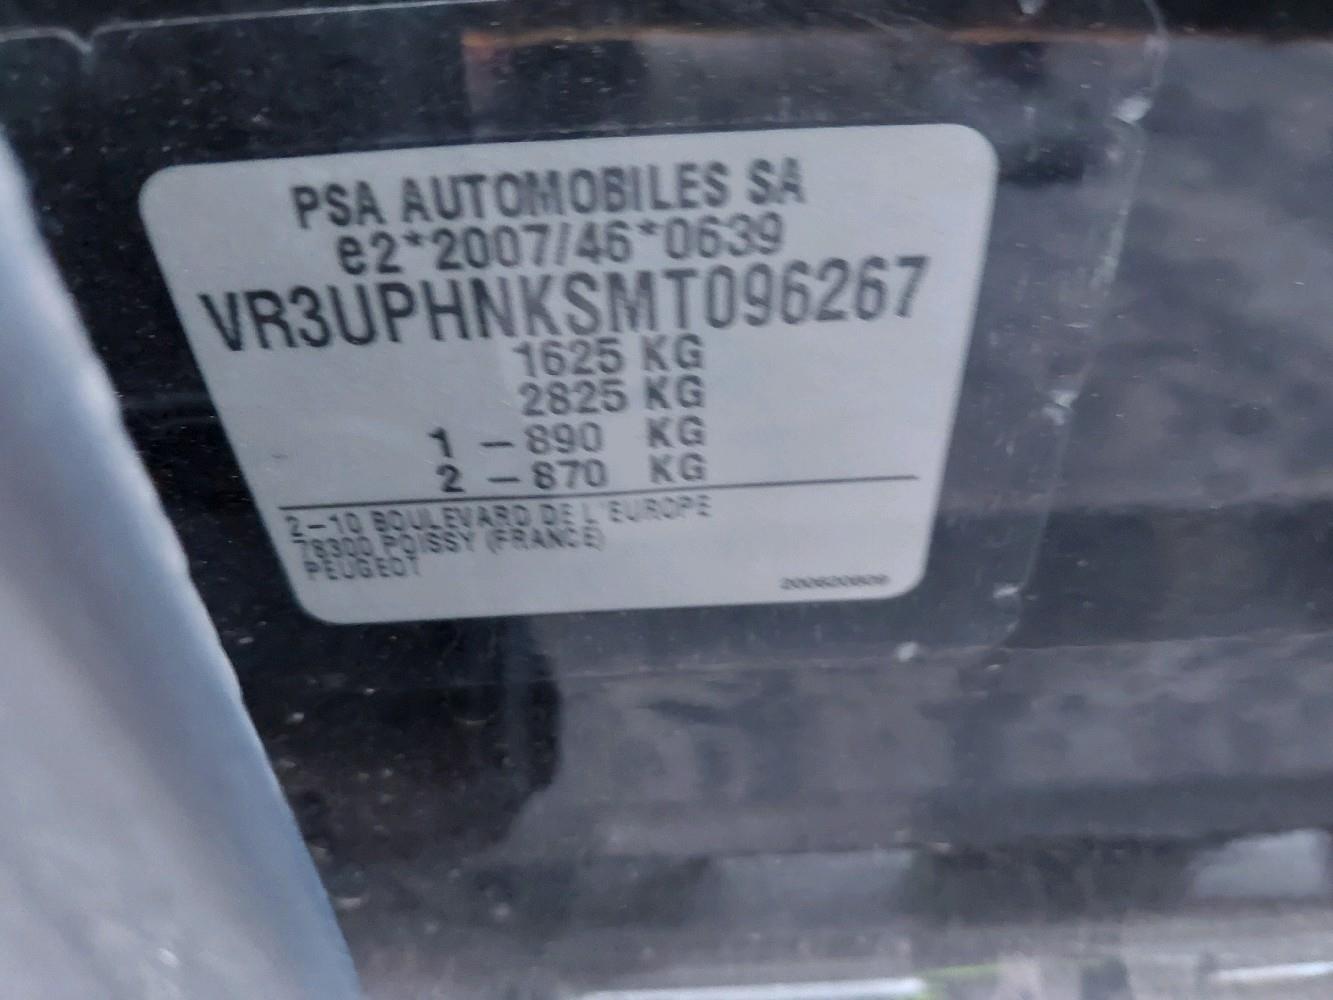 PSA AUTOMOBILES SA
e2*2007/46*0639
VR3UPHNKSMT096267
1625 KG
2825 KG
1 -890 KG
2 -870 KG
2-10 BOULEVARD DE L'EUROPE
78300 POISSY (FRANCE)
PEUGEOT